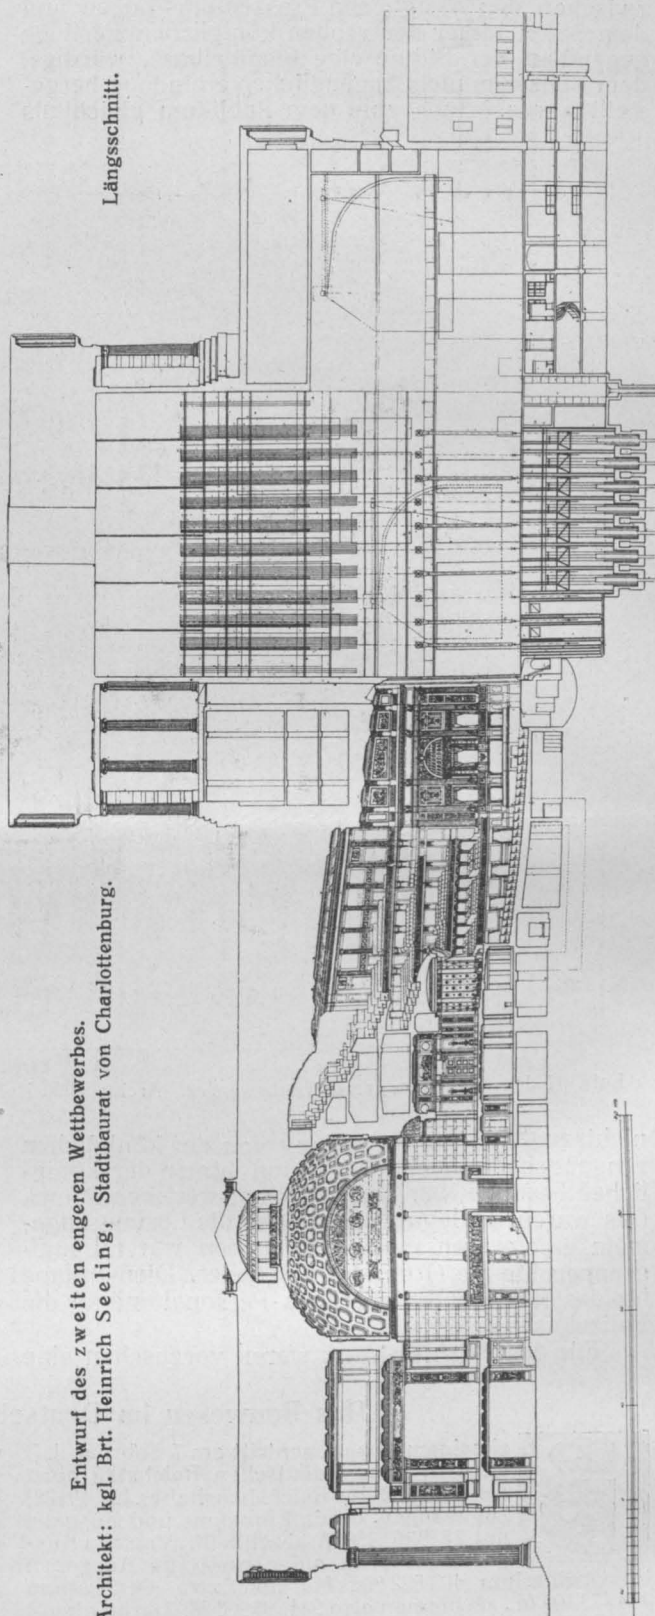 Entwurf des zweiten engeren Wettbewerbes.
Architekt: kgl. Brt. Heinrich Seeling, Stadtbaurat von Charlottenburg.
Längsschnitt.